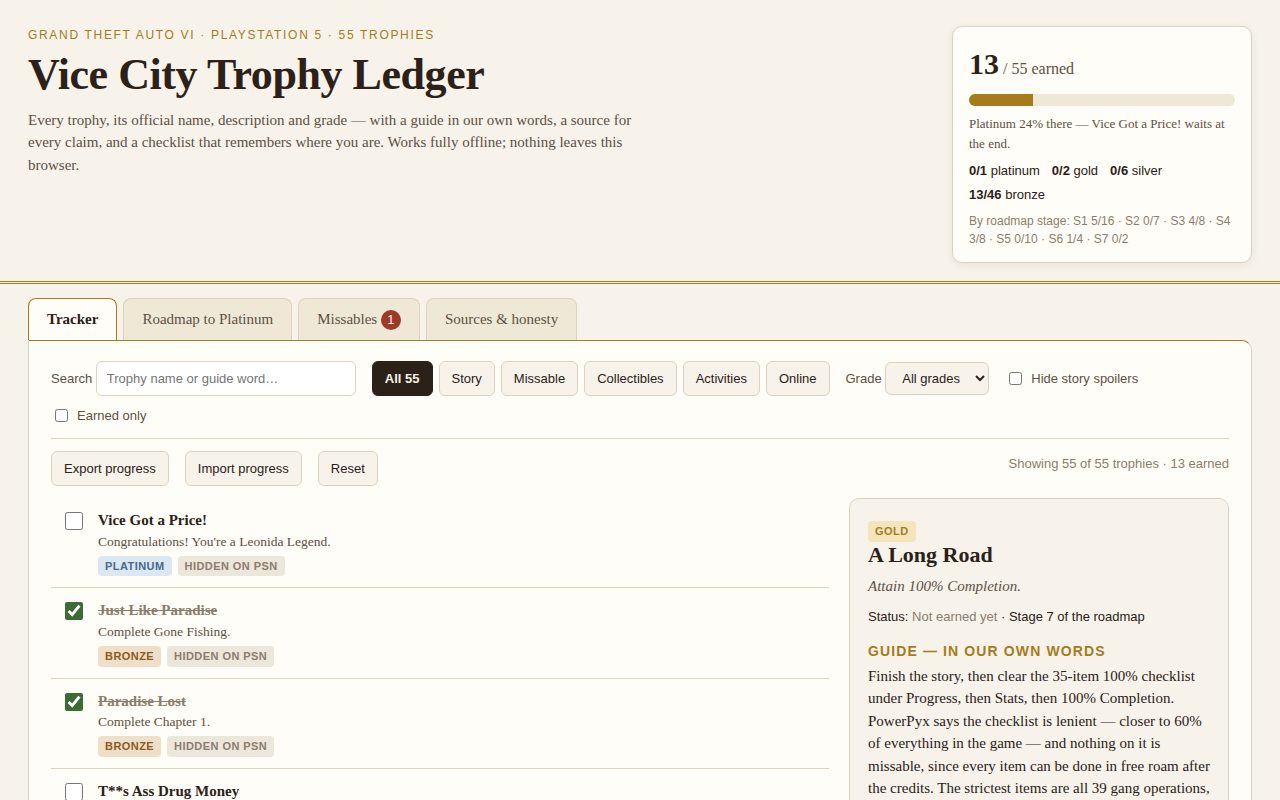 GRAND THEFT AUTO VI · PLAYSTATION 5 · 55 TROPHIES
Vice City Trophy Ledger
Every trophy, its official name, description and grade — with a guide in our own words, a source for
every claim, and a checklist that remembers where you are. Works fully offline; nothing leaves this
browser.
13 / 55 earned
Platinum 24% there — Vice Got a Price! waits at
the end.
0/1 platinum 0/2 gold 0/6 silver
13/46 bronze
By roadmap stage: S1 5/16 · S2 0/7 · S3 4/8 · S4
3/8 · S5 0/10 · S6 1/4 · S7 0/2
Tracker Roadmap to Platinum Missables 1 Sources & honesty
Search Trophy name or guide word… All 55 Story Missable Collectibles Activities Online Grade All grades Hide story spoilers
Earned only
Export progress Import progress Reset Showing 55 of 55 trophies · 13 earned
Vice Got a Price!
Congratulations! You're a Leonida Legend.
PLATINUM HIDDEN ON PSN
Just Like Paradise
Complete Gone Fishing.
BRONZE HIDDEN ON PSN
Paradise Lost
Complete Chapter 1.
BRONZE HIDDEN ON PSN
T**s Ass Drug Money
GOLD
A Long Road
Attain 100% Completion.
Status: Not earned yet · Stage 7 of the roadmap
GUIDE — IN OUR OWN WORDS
Finish the story, then clear the 35-item 100% checklist
under Progress, then Stats, then 100% Completion.
PowerPyx says the checklist is lenient — closer to 60%
of everything in the game — and nothing on it is
missable, since every item can be done in free roam after
the credits. The strictest items are all 39 gang operations,